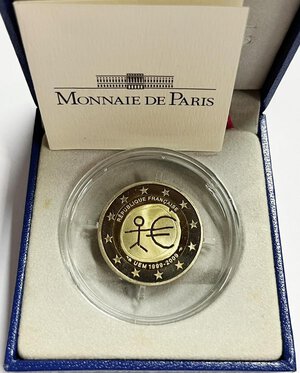 MONNAIE DE PARIS
RÉPUBLIQUE FRANÇAISE
€
UEM 1999-2009